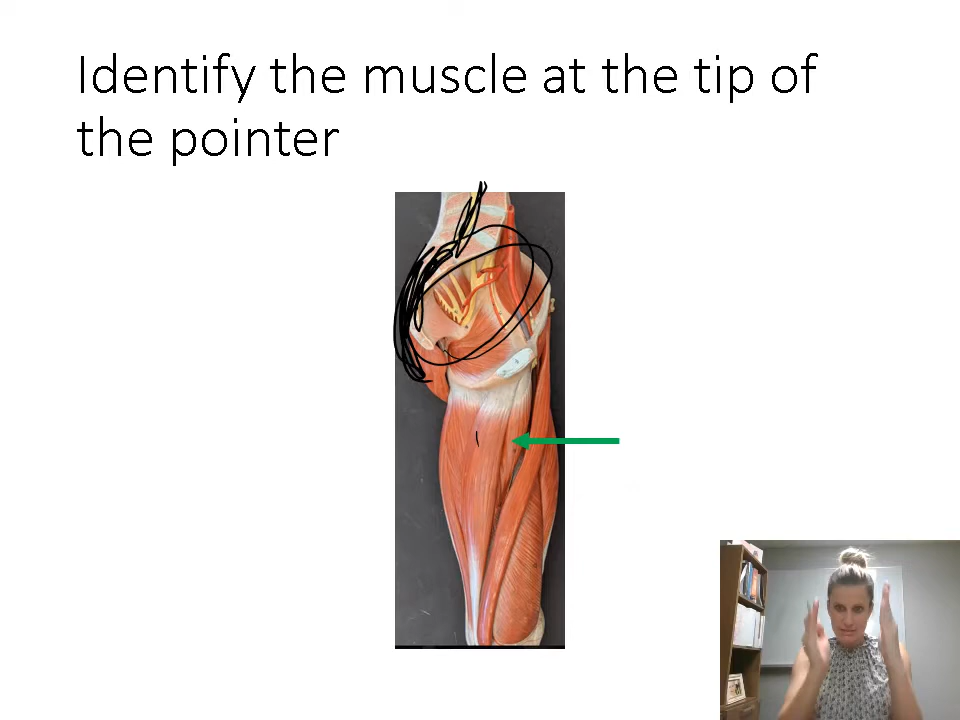 Identify the muscle at the tip of
the pointer